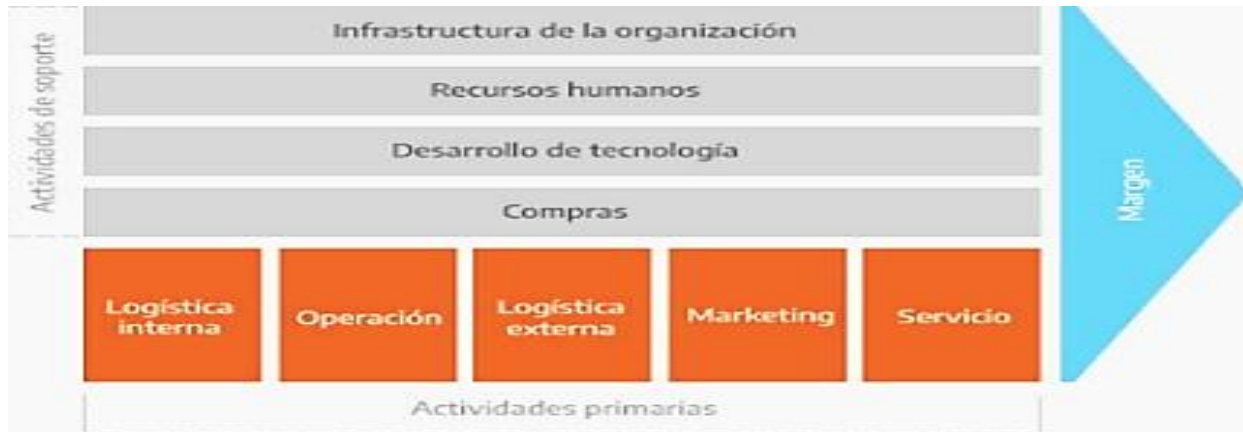 Actividades de soporte
Infrastructura de la organización
Recursos humanos
Desarrollo de tecnología
Compras
Logística
interna
Operación
Logística
externa
Marketing
Servicio
Margen
Actividades primarias